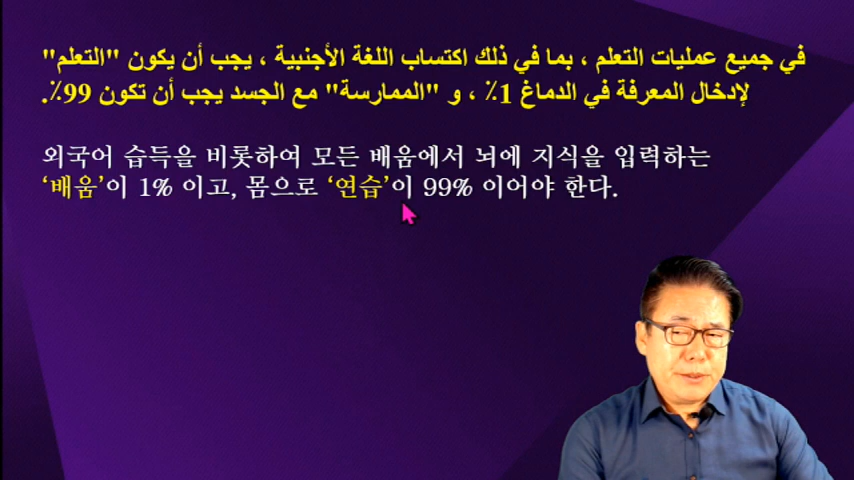 في جميع عمليات التعلم ، بما في ذلك اكتساب اللغة الأجنبية ، يجب أن يكون "التعلم"
لإدخال المعرفة في الدماغ 1٪ ، و "الممارسة" مع الجسد يجب أن تكون 99٪.
외국어 습득을 비롯하여 모든 배움에서 뇌에 지식을 입력하는
‘배움’이 1% 이고, 몸으로 ‘연습’이 99% 이어야 한다.